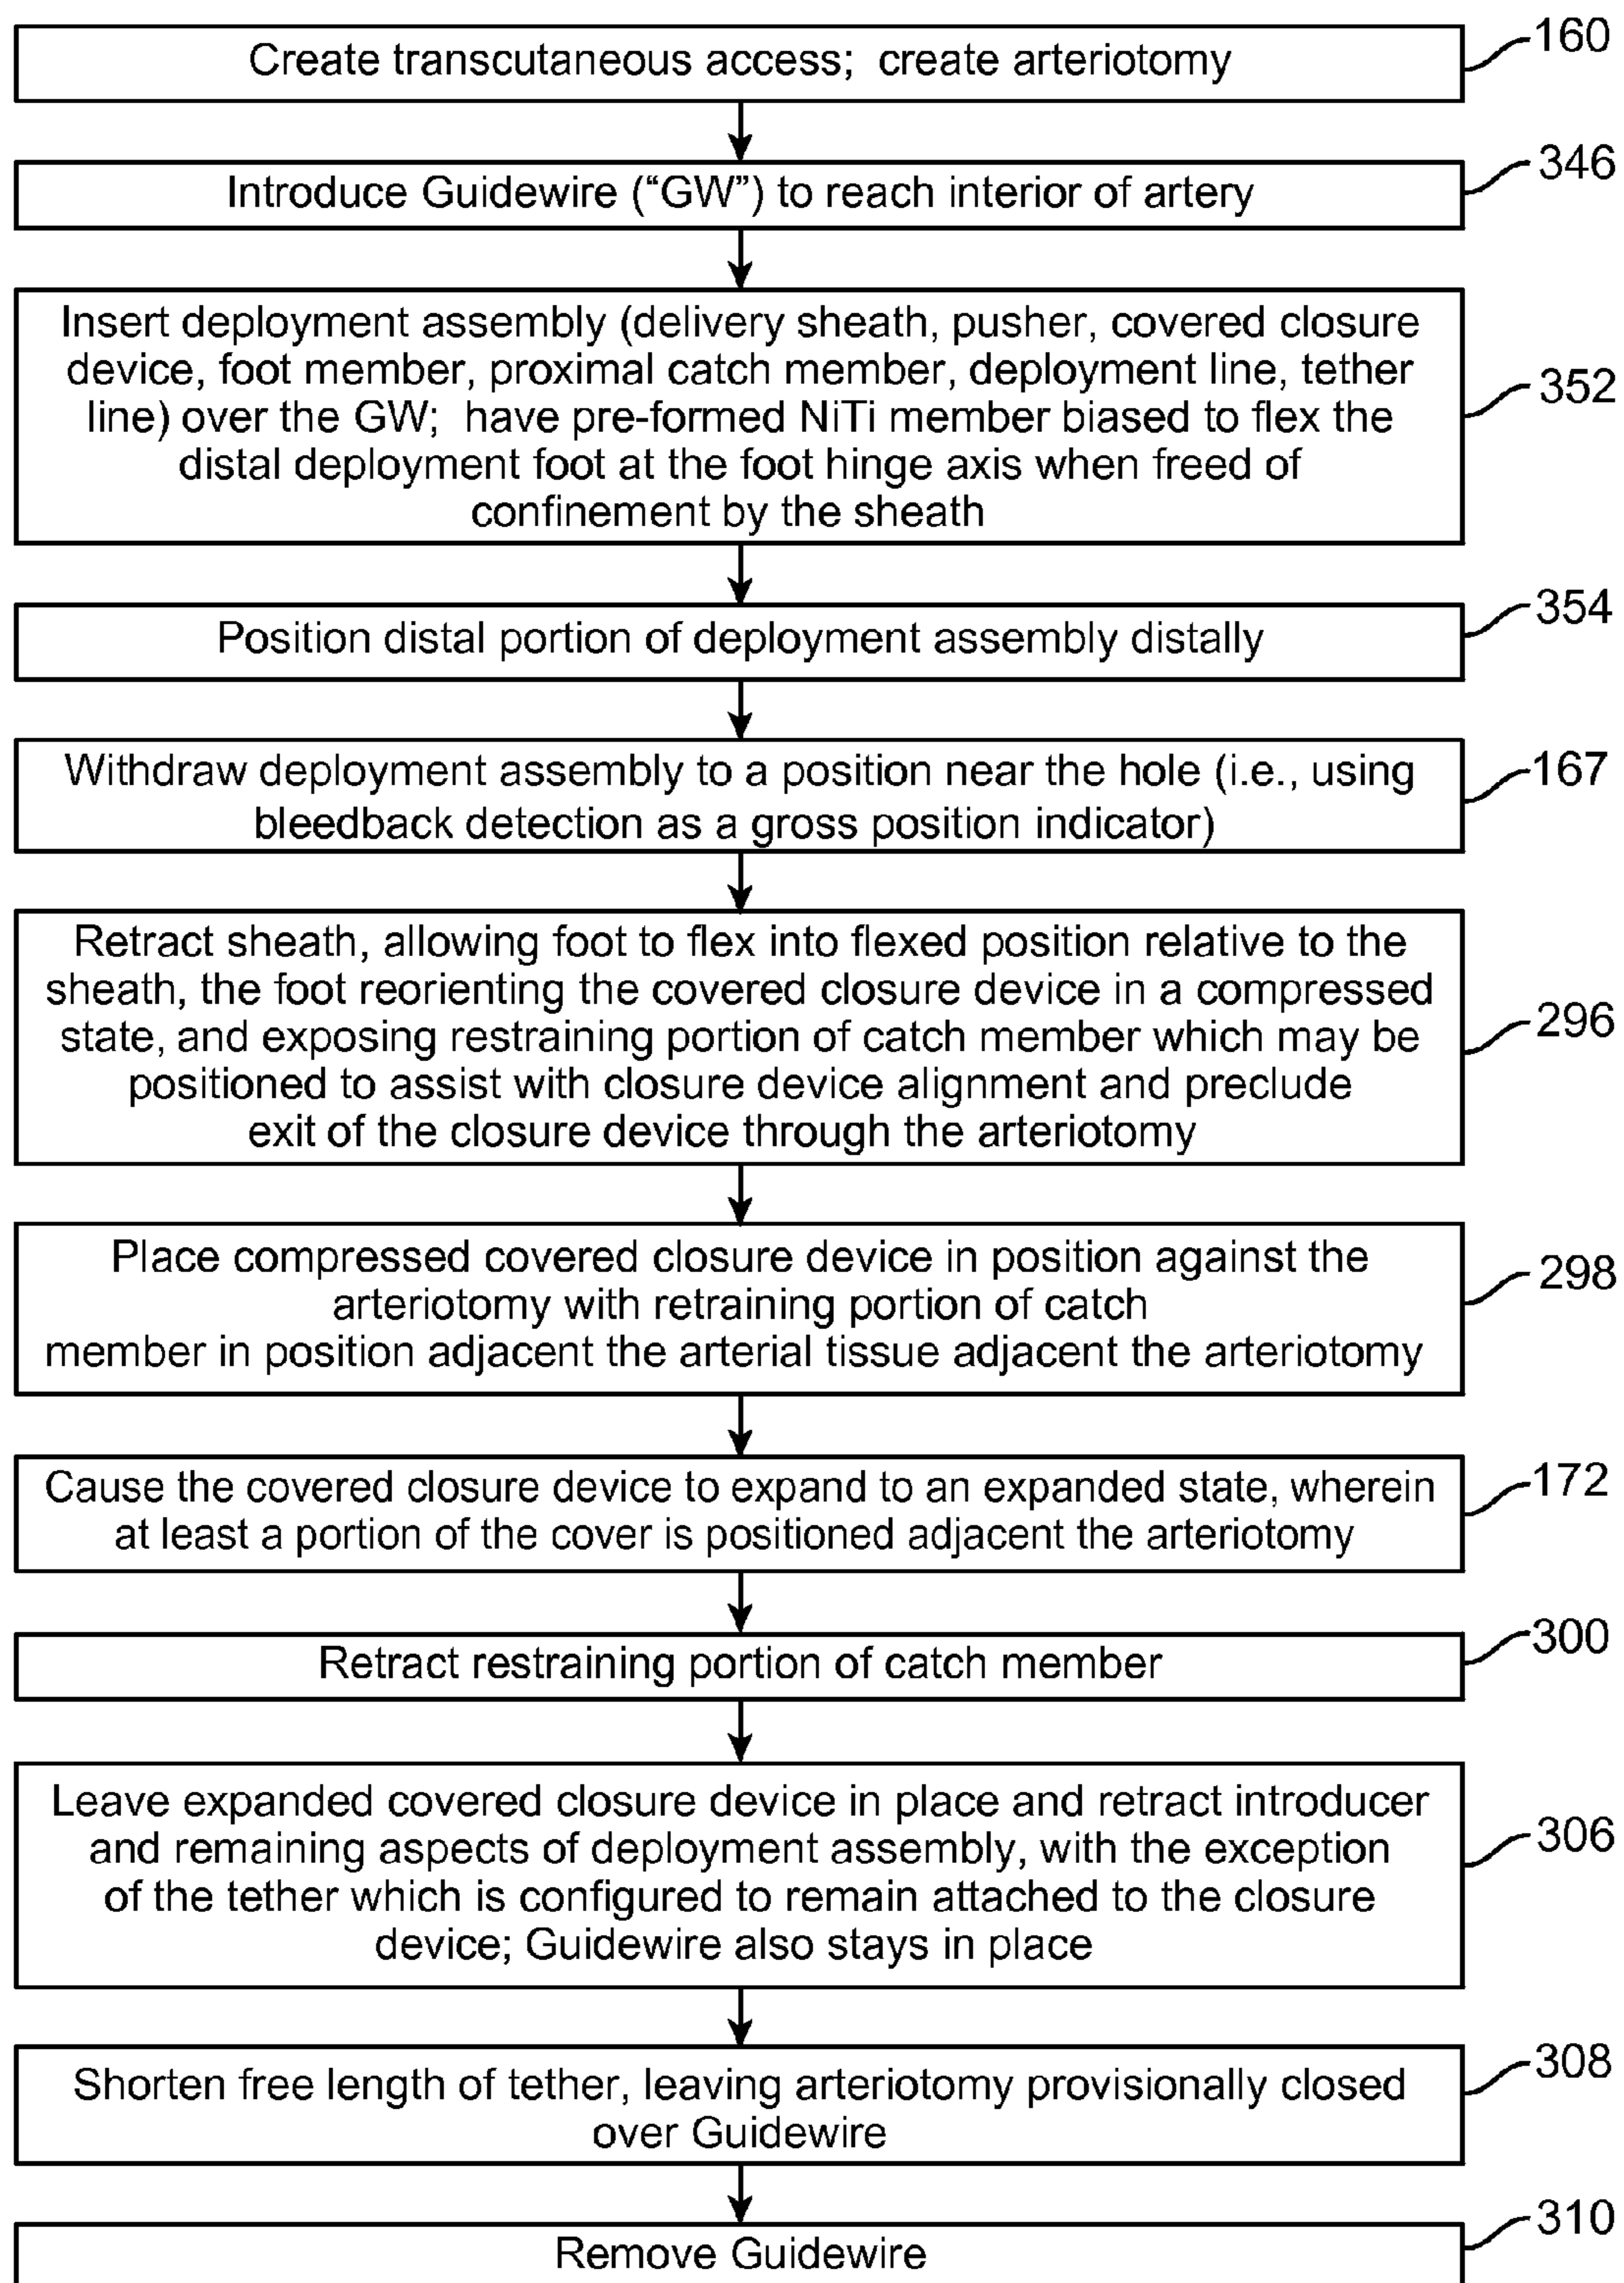 Create transcutaneous access; create arteriotomy
160
Introduce Guidewire (“GW”) to reach interior of artery
346
Insert deployment assembly (delivery sheath, pusher, covered closure
device, foot member, proximal catch member, deployment line, tether
line) over the GW; have pre-formed NiTi member biased to flex the
distal deployment foot at the foot hinge axis when freed of
confinement by the sheath
352
Position distal portion of deployment assembly distally
354
Withdraw deployment assembly to a position near the hole (i.e., using
bleedback detection as a gross position indicator)
167
Retract sheath, allowing foot to flex into flexed position relative to the
sheath, the foot reorienting the covered closure device in a compressed
state, and exposing restraining portion of catch member which may be
positioned to assist with closure device alignment and preclude
exit of the closure device through the arteriotomy
296
Place compressed covered closure device in position against the
arteriotomy with retraining portion of catch
member in position adjacent the arterial tissue adjacent the arteriotomy
298
Cause the covered closure device to expand to an expanded state, wherein
at least a portion of the cover is positioned adjacent the arteriotomy
172
Retract restraining portion of catch member
300
Leave expanded covered closure device in place and retract introducer
and remaining aspects of deployment assembly, with the exception
of the tether which is configured to remain attached to the closure
device; Guidewire also stays in place
306
Shorten free length of tether, leaving arteriotomy provisionally closed
over Guidewire
308
Remove Guidewire
310